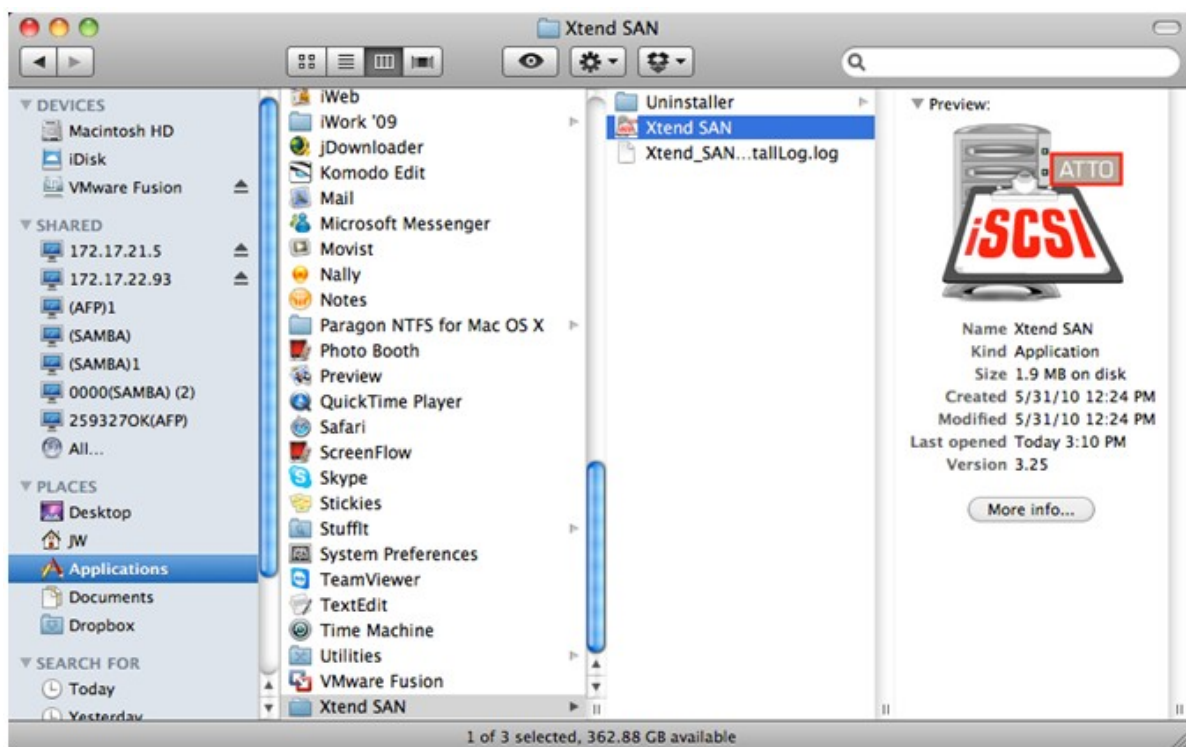 Xtend SAN
DEVICES
Macintosh HD
iDisk
VMware Fusion
SHARED
172.17.21.5
172.17.22.93
(AFP)1
(SAMBA)
(SAMBA)1
0000(SAMBA) (2)
259327OK(AFP)
All...
PLACES
Desktop
JW
Applications
Documents
Dropbox
SEARCH FOR
Today
Yesterday
iWeb
iWork '09
jDownloader
Komodo Edit
Mail
Microsoft Messenger
Movist
Nally
Notes
Paragon NTFS for Mac OS X
Photo Booth
Preview
QuickTime Player
Safari
ScreenFlow
Skype
Stickies
StuffIt
System Preferences
TeamViewer
TextEdit
Time Machine
Utilities
VMware Fusion
Xtend SAN
Uninstaller
Xtend SAN
Xtend_SAN...tallLog.log
Preview:
ATTO
iSCSI
Name Xtend SAN
Kind Application
Size 1.9 MB on disk
Created 5/31/10 12:24 PM
Modified 5/31/10 12:24 PM
Last opened Today 3:10 PM
Version 3.25
More info...
1 of 3 selected, 362.88 GB available